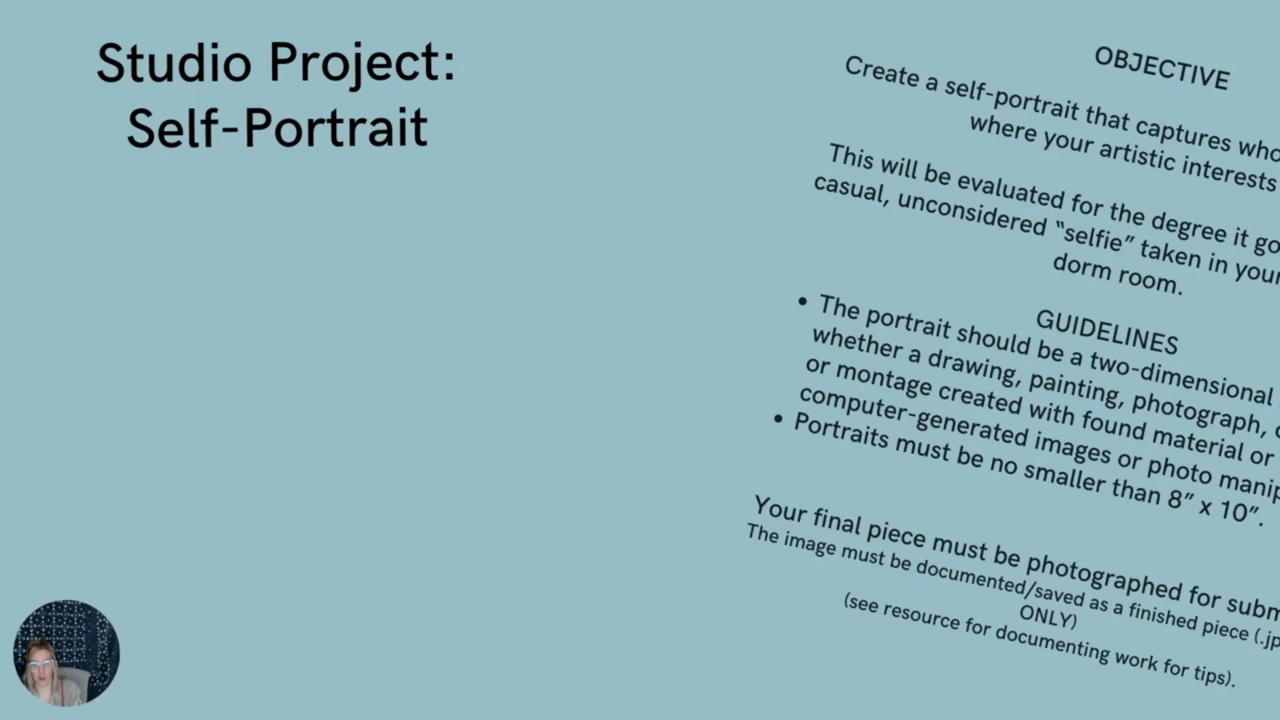 Studio Project:
Self-Portrait
OBJECTIVE
Create a self-portrait that captures who
where your artistic interests
This will be evaluated for the degree it
casual, unconsidered “selfie” taken in your
dorm room.
GUIDELINES
• The portrait should be a two-dimensional
whether a drawing, painting, photograph,
or montage created with found material or
computer-generated images or photo
• Portraits must be no smaller than 8” x 10”.
Your final piece must be photographed for
The image must be documented/saved as a finished piece
ONLY)
(see resource for documenting work for tips).